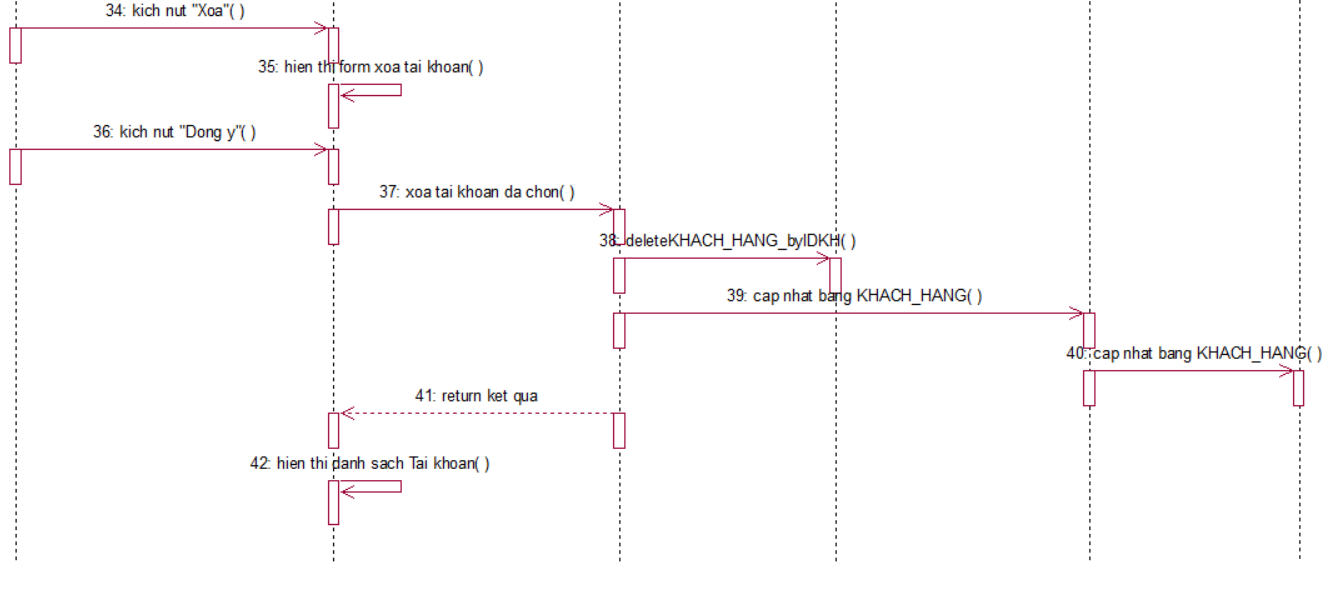 34: kich nut "Xoa"( )
35: hien thi form xoa tai khoan( )
36: kich nut "Dong y"( )
37: xoa tai khoan da chon( )
38: deleteKHACH_HANG_byIDKH( )
39: cap nhat bang KHACH_HANG( )
40: cap nhat bang KHACH_HANG( )
41: return ket qua
42: hien thi danh sach Tai khoan( )